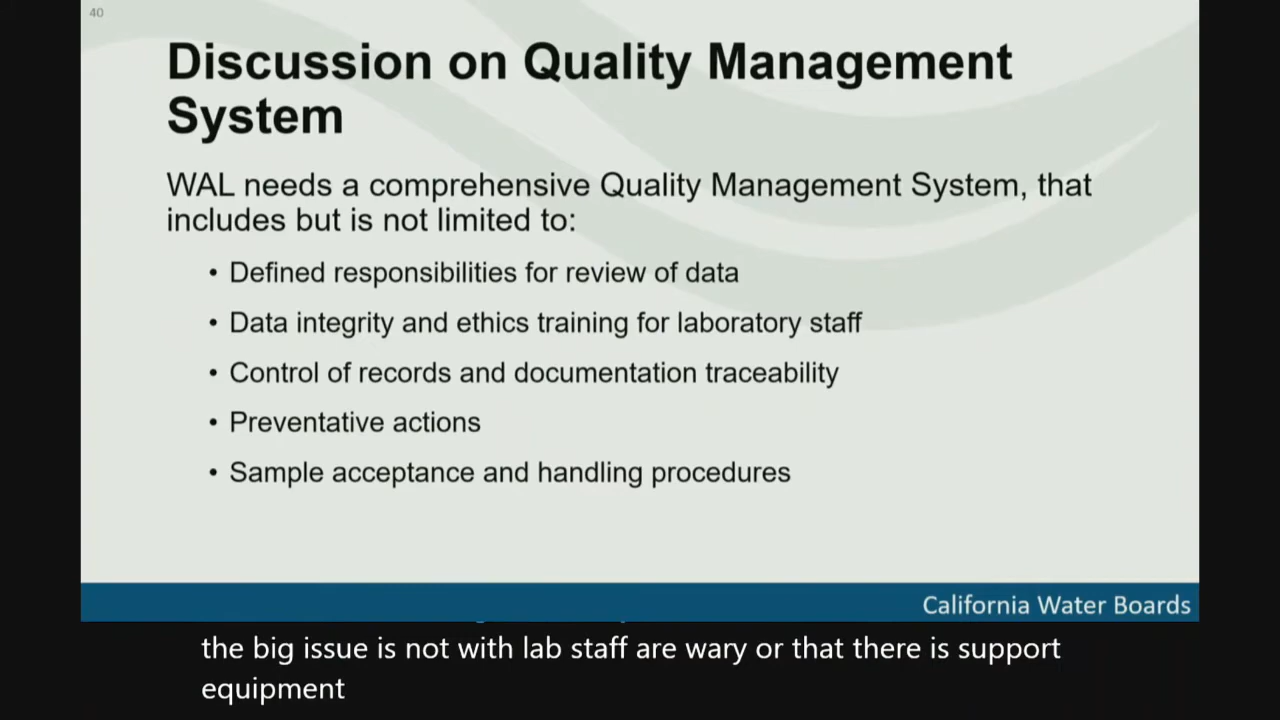 40
Discussion on Quality Management
System
WAL needs a comprehensive Quality Management System, that
includes but is not limited to:
• Defined responsibilities for review of data
• Data integrity and ethics training for laboratory staff
• Control of records and documentation traceability
• Preventative actions
• Sample acceptance and handling procedures
California Water Boards
the big issue is not with lab staff are wary or that there is support
equipment